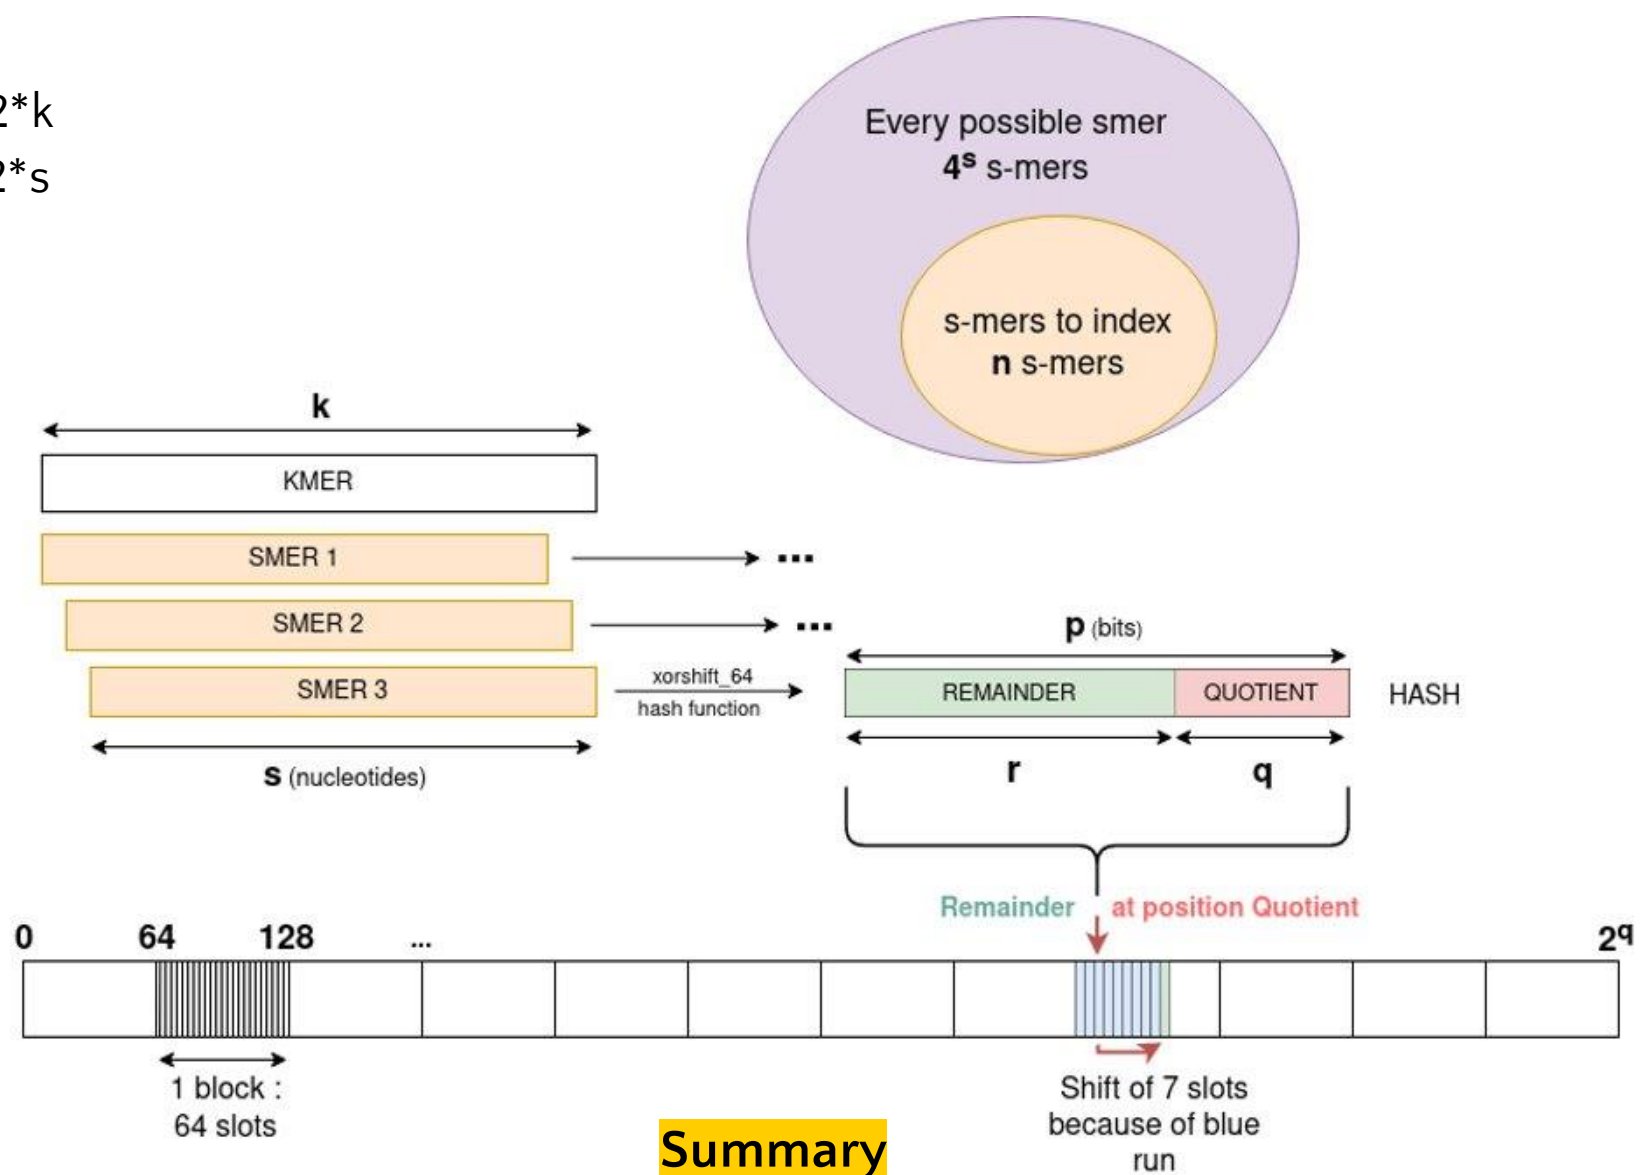 2*k
2*s
Every possible smer
4ˢ s-mers
s-mers to index
n s-mers
k
KMER
SMER 1
...
SMER 2
...
SMER 3
xorshift_64
hash function
p (bits)
REMAINDER
QUOTIENT
HASH
s (nucleotides)
r
q
Remainder at position Quotient
0
64
128
...
2^q
1 block :
64 slots
Shift of 7 slots
because of blue
run
Summary